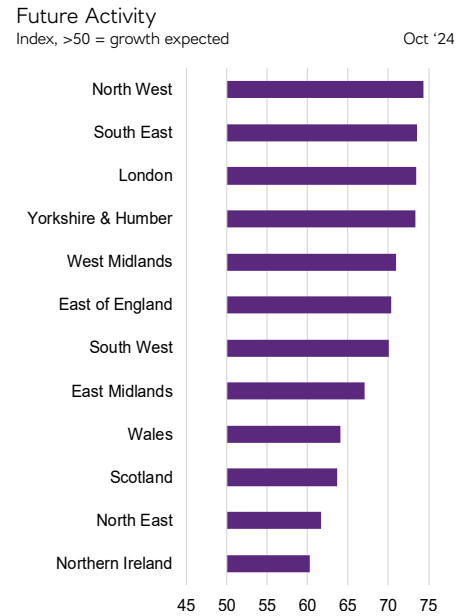 Future Activity
Index, >50 = growth expected
Oct ‘24
North West
South East
London
Yorkshire & Humber
West Midlands
East of England
South West
East Midlands
Wales
Scotland
North East
Northern Ireland
45 50 55 60 65 70 75